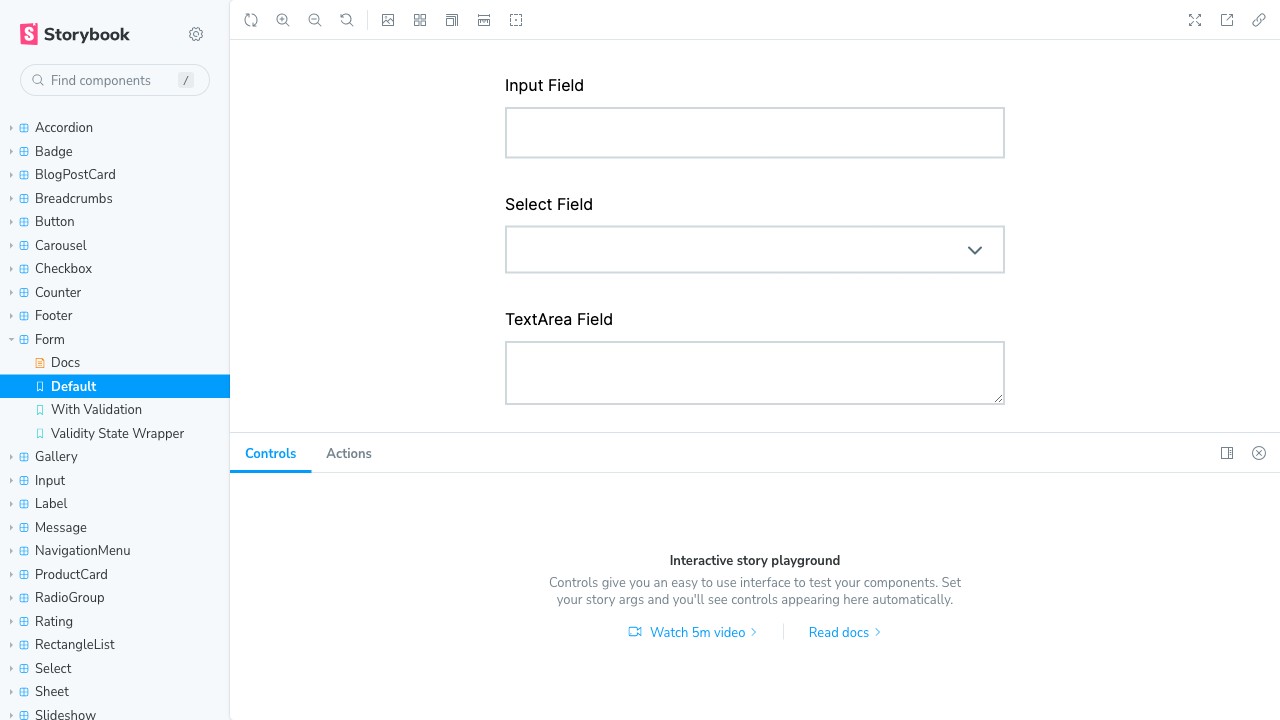 Storybook
Find components
/
Accordion
Badge
BlogPostCard
Breadcrumbs
Button
Carousel
Checkbox
Counter
Footer
Form
Docs
Default
With Validation
Validity State Wrapper
Gallery
Input
Label
Message
NavigationMenu
ProductCard
RadioGroup
Rating
RectangleList
Select
Sheet
Slideshow
Input Field
Select Field
TextArea Field
Controls
Actions
Interactive story playground
Controls give you an easy to use interface to test your components. Set
your story args and you'll see controls appearing here automatically.
Watch 5m video
Read docs